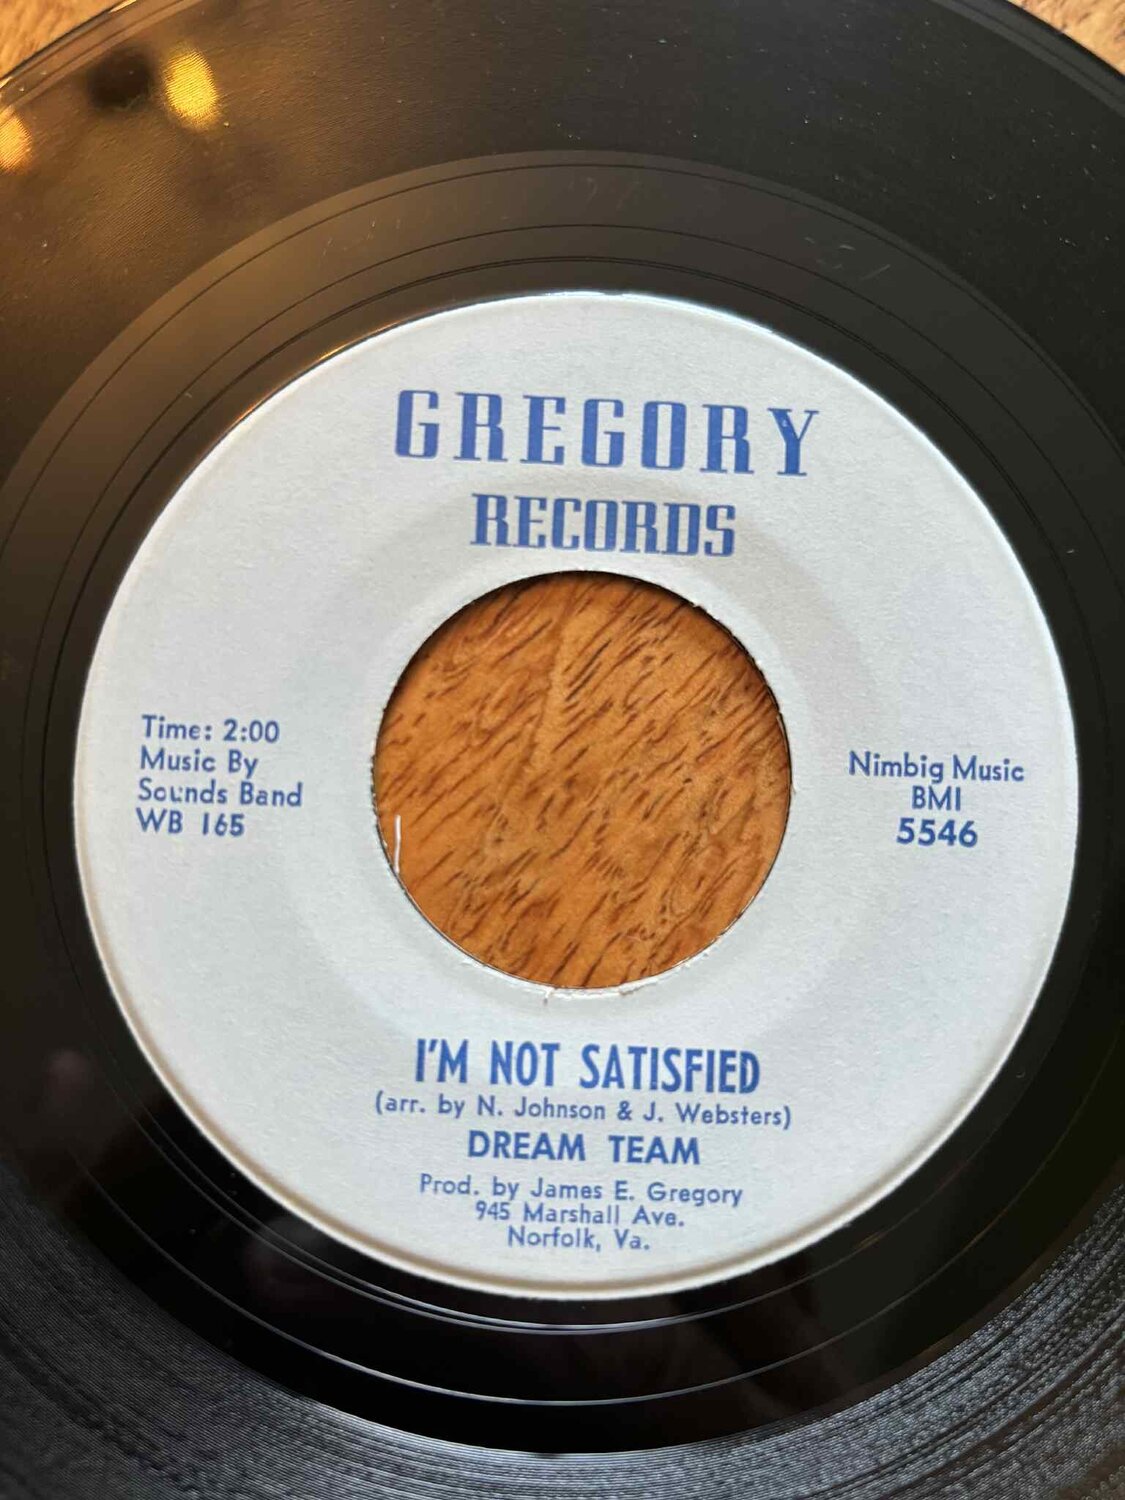 GREGORY
RECORDS
Time: 2:00
Music By
Sounds Band
WB 165
Nimbig Music
BMI
5546
I'M NOT SATISFIED
(arr. by N. Johnson & J. Websters)
DREAM TEAM
Prod. by James E. Gregory
945 Marshall Ave.
Norfolk, Va.